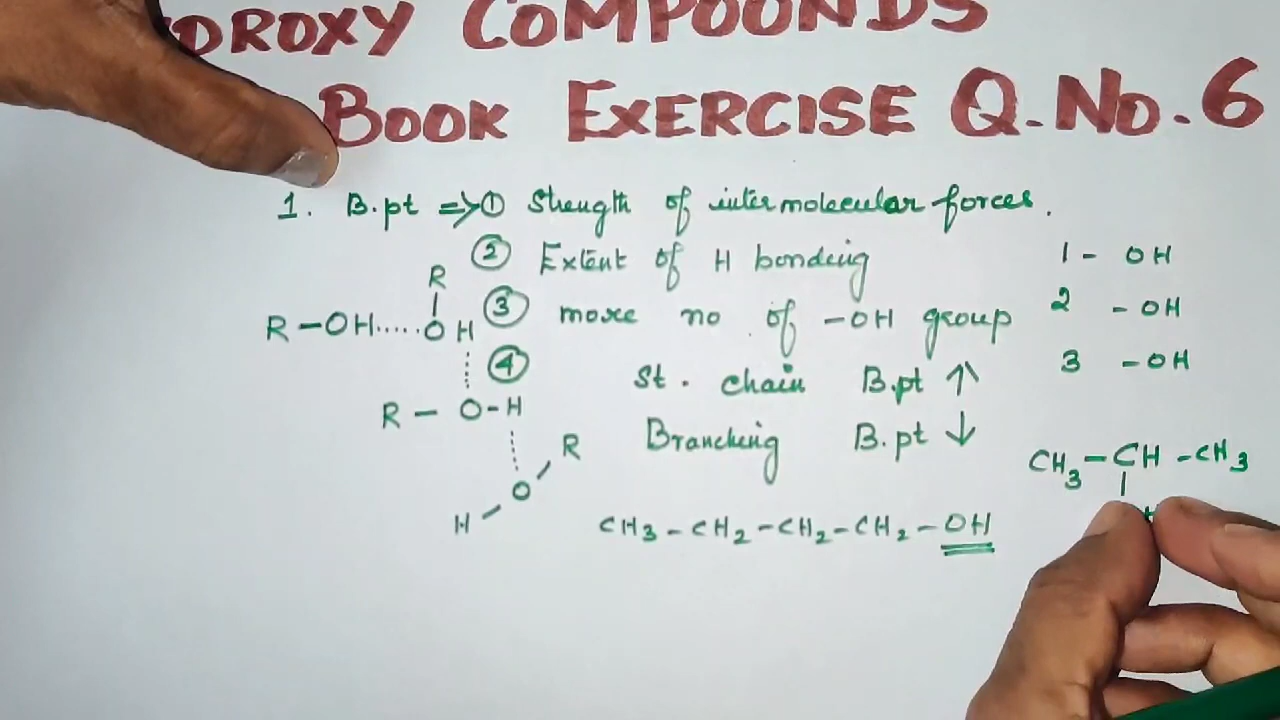 DROXY COMPOUNDS
BOOK EXERCISE Q.No.6
1. B.pt => ① Strength of intermolecular forces.
② Extent of H bonding
1 - OH
R
③ more no of -OH group
2 - OH
R-OH.....OH
④ St. chain B.pt ↑
3 - OH
R - O-H
Branching B.pt ↓
R
CH3-CH-CH3
O
H
CH3-CH2-CH2-CH2-OH